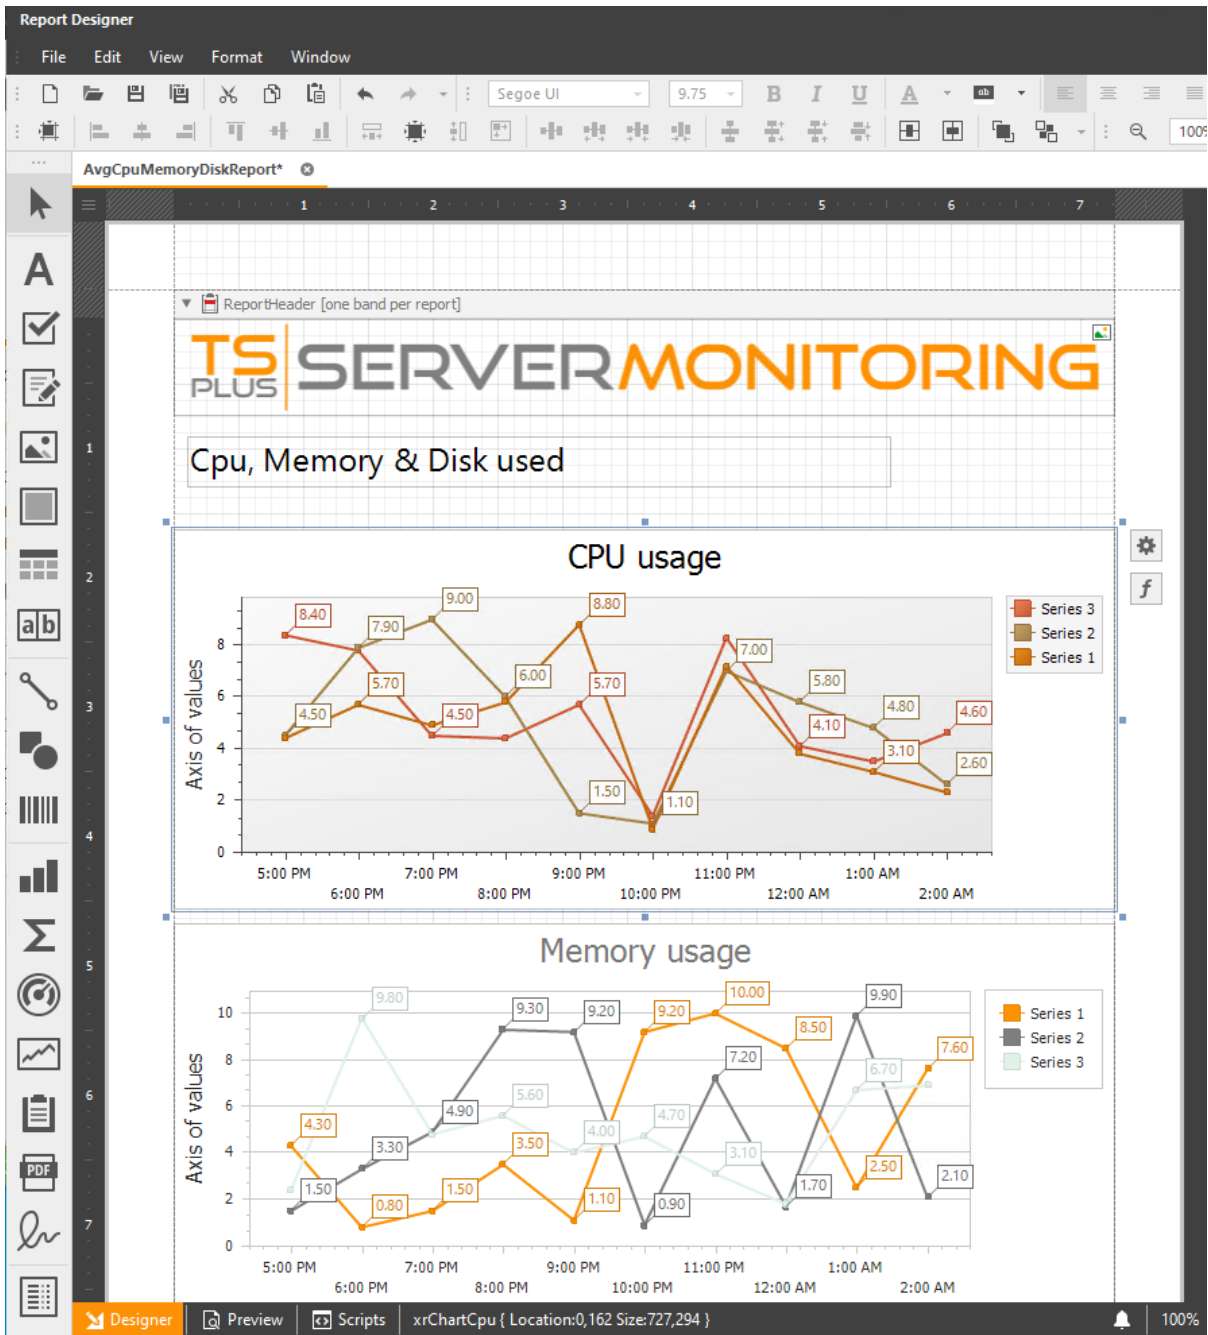 Report Designer
File Edit View Format Window
Segoe UI 9.75 B I U A ab 100%
AvgCpuMemoryDiskReport*
1 2 3 4 5 6 7
A
ReportHeader [one band per report]
TS PLUS SERVERMONITORING
1
Cpu, Memory & Disk used
2
CPU usage
Series 3
Series 2
Series 1
Axis of values
8
6
4
2
0
8.40
7.90
9.00
8.80
5.70
4.50
4.50
6.00
5.70
1.50
1.10
7.00
5.80
4.10
4.80
3.10
4.60
2.60
5:00 PM 7:00 PM 9:00 PM 11:00 PM 1:00 AM
6:00 PM 8:00 PM 10:00 PM 12:00 AM 2:00 AM
a b
3
4
5
Memory usage
Series 1
Series 2
Series 3
Axis of values
10
8
6
4
2
0
9.80
9.30
9.20
9.20
10.00
8.50
9.90
7.60
7.20
6.70
5.60
4.90
4.30
4.00
4.70
3.30
3.50
3.10
2.50
2.10
1.50
0.80
1.50
1.10
0.90
1.70
5:00 PM 7:00 PM 9:00 PM 11:00 PM 1:00 AM
6:00 PM 8:00 PM 10:00 PM 12:00 AM 2:00 AM
6
PDF
7
Designer Preview Scripts xrChartCpu { Location:0,162 Size:727,294 } 100%